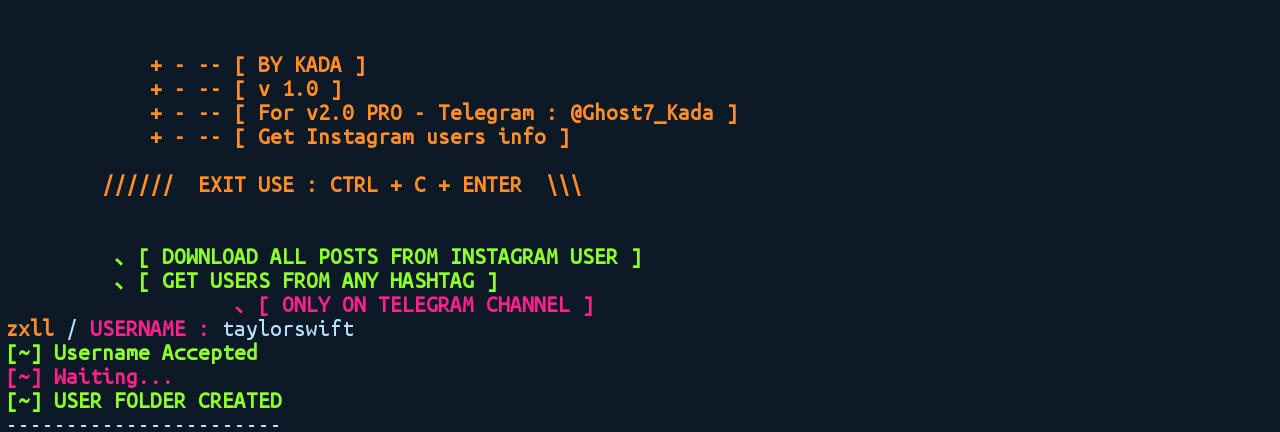 + - -- [ BY KADA ]
+ - -- [ v 1.0 ]
+ - -- [ For v2.0 PRO - Telegram : @Ghost7_Kada ]
+ - -- [ Get Instagram users info ]
//////  EXIT USE : CTRL + C + ENTER  \\\
、[ DOWNLOAD ALL POSTS FROM INSTAGRAM USER ]
、[ GET USERS FROM ANY HASHTAG ]
、[ ONLY ON TELEGRAM CHANNEL ]
zxll / USERNAME : taylorswift
[~] Username Accepted
[~] Waiting...
[~] USER FOLDER CREATED
-----------------------